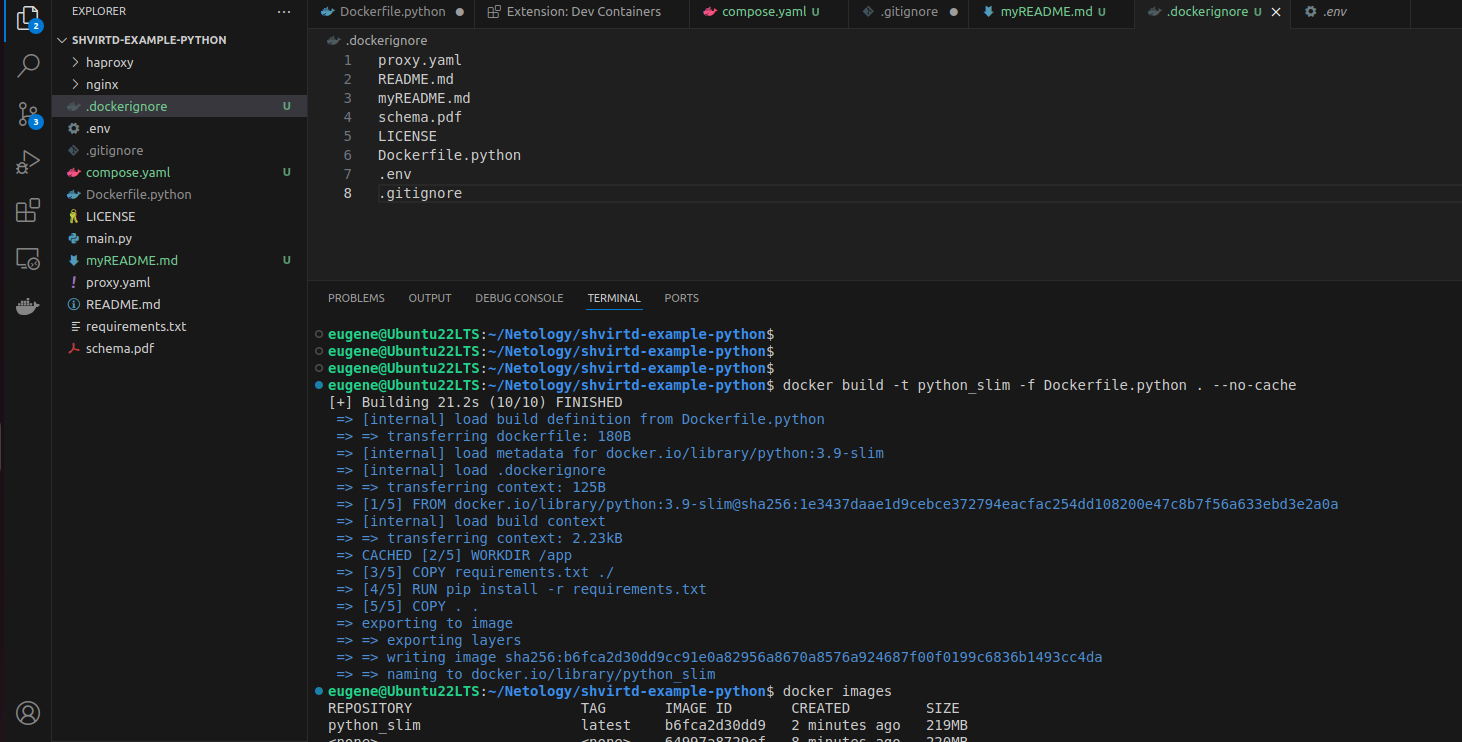 EXPLORER
Dockerfile.python
Extension: Dev Containers
compose.yaml U
.gitignore
myREADME.md U
.dockerignore U
.env
2
3
SHVIRTD-EXAMPLE-PYTHON
haproxy
nginx
.dockerignore U
.env
.gitignore
compose.yaml U
Dockerfile.python
LICENSE
main.py
myREADME.md U
proxy.yaml
README.md
requirements.txt
schema.pdf
.dockerignore
1 proxy.yaml
2 README.md
3 myREADME.md
4 schema.pdf
5 LICENSE
6 Dockerfile.python
7 .env
8 .gitignore
PROBLEMS OUTPUT DEBUG CONSOLE TERMINAL PORTS
eugene@Ubuntu22LTS:~/Netology/shvirtd-example-python$
eugene@Ubuntu22LTS:~/Netology/shvirtd-example-python$
eugene@Ubuntu22LTS:~/Netology/shvirtd-example-python$
eugene@Ubuntu22LTS:~/Netology/shvirtd-example-python$ docker build -t python_slim -f Dockerfile.python . --no-cache
[+] Building 21.2s (10/10) FINISHED
=> [internal] load build definition from Dockerfile.python
=> => transferring dockerfile: 180B
=> [internal] load metadata for docker.io/library/python:3.9-slim
=> [internal] load .dockerignore
=> => transferring context: 125B
=> [1/5] FROM docker.io/library/python:3.9-slim@sha256:1e3437daae1d9cebce372794eacfac254dd108200e47c8b7f56a633ebd3e2a0a
=> [internal] load build context
=> => transferring context: 2.23kB
=> CACHED [2/5] WORKDIR /app
=> [3/5] COPY requirements.txt ./
=> [4/5] RUN pip install -r requirements.txt
=> [5/5] COPY . .
=> exporting to image
=> => exporting layers
=> => writing image sha256:b6fca2d30dd9cc91e0a82956a8670a8576a924687f00f0199c6836b1493cc4da
=> => naming to docker.io/library/python_slim
eugene@Ubuntu22LTS:~/Netology/shvirtd-example-python$ docker images
REPOSITORY TAG IMAGE ID CREATED SIZE
python_slim latest b6fca2d30dd9 2 minutes ago 219MB
<none> <none> 64997a8729ef 8 minutes ago 220MB